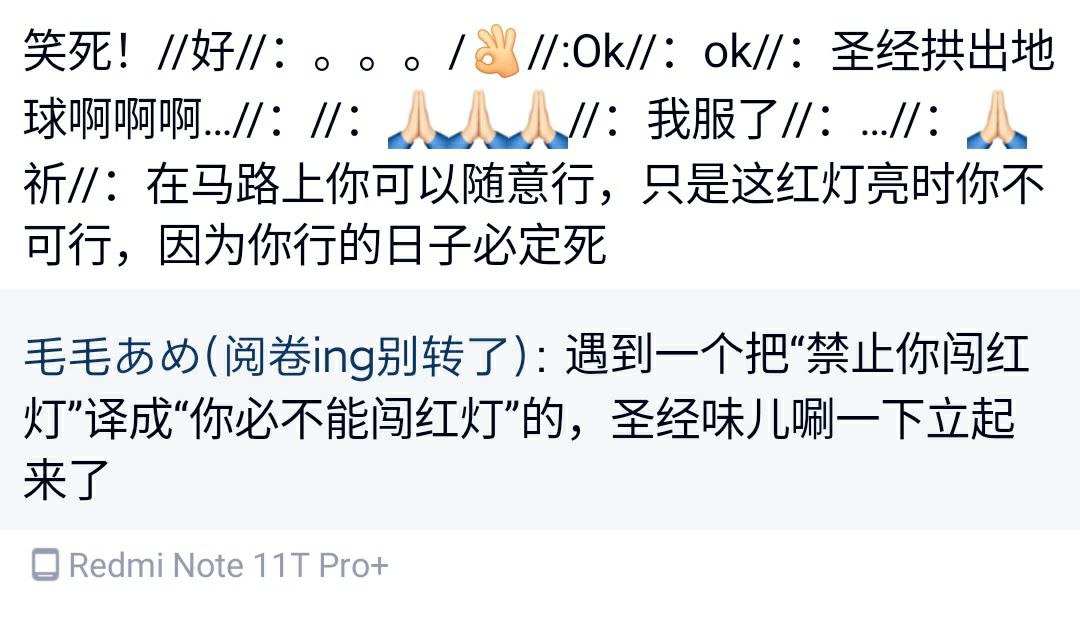 笑死！//好//：。。。/👌🏻//:Ok//：ok//：圣经拱出地
球啊啊啊...//：//：🙏🏻🙏🏻🙏🏻//：我服了//：...//：🙏🏻
祈//：在马路上你可以随意行，只是这红灯亮时你不
可行，因为你行的日子必定死
毛毛あめ(阅卷ing别转了)：遇到一个把“禁止你闯红
灯”译成“你必不能闯红灯”的，圣经味儿唰一下立起
来了
Redmi Note 11T Pro+